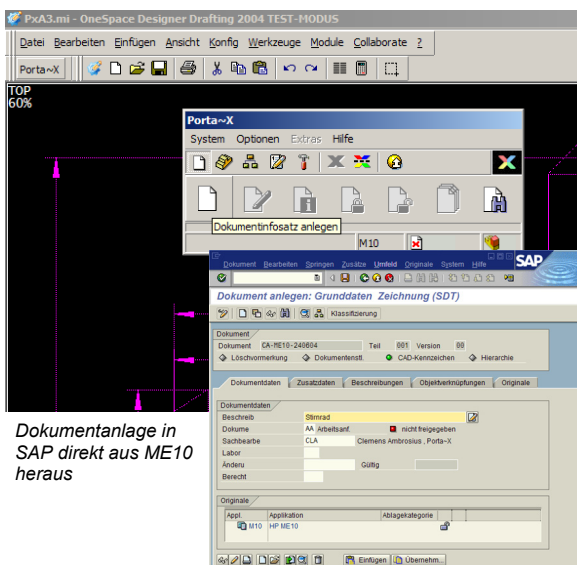 PxA3.mi - OneSpace Designer Drafting 2004 TEST-MODUS
Datei Bearbeiten Einfügen Ansicht Konfig Werkzeuge Module Collaborate ?
Porta~X
TOP
60%
Porta~X
System Optionen Extras Hilfe
Dokumentinfosatz anlegen
M10
Dokument Bearbeiten Springen Zusätze Umfeld Originale System Hilfe
SAP
Dokument anlegen: Grunddaten Zeichnung (SDT)
Klassifizierung
Dokument
Dokument CA-ME10-240604 Teil 001 Version 00
Löschvormerkung Dokumentenstl. CAD-Kennzeichen Hierarchie
Dokumentdaten Zusatzdaten Beschreibungen Objektverknüpfungen Originale
Dokumentdaten
Beschreib Stirnrad
Dokume AA Arbeitsanf. nicht freigegeben
Sachbearbe CLA Clemens Ambrosius , Porta~X
Labor
Änderu Gültig
Berecht
Originale
Appl. Applikation Ablagekategorie
M10 HP ME10
Einfügen Übernehm...
Dokumentanlage in
SAP direkt aus ME10
heraus